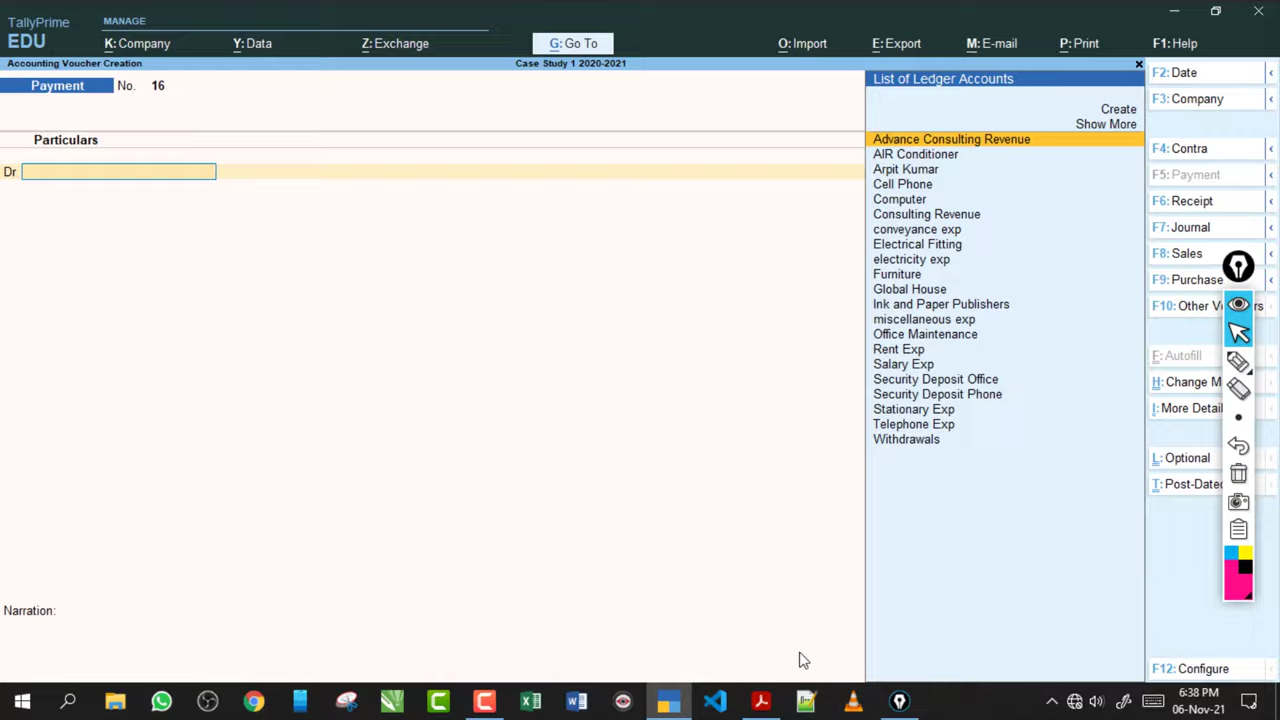 TallyPrime
EDU
MANAGE
K: Company
Y: Data
Z: Exchange
G: Go To
O: Import
E: Export
M: E-mail
P: Print
F1: Help
Accounting Voucher Creation
Case Study 1 2020-2021
Payment No. 16
Particulars
Dr
Narration:
List of Ledger Accounts
Create
Show More
Advance Consulting Revenue
AIR Conditioner
Arpit Kumar
Cell Phone
Computer
Consulting Revenue
conveyance exp
Electrical Fitting
electricity exp
Furniture
Global House
Ink and Paper Publishers
miscellaneous exp
Office Maintenance
Rent Exp
Salary Exp
Security Deposit Office
Security Deposit Phone
Stationary Exp
Telephone Exp
Withdrawals
F2: Date
F3: Company
F4: Contra
F5: Payment
F6: Receipt
F7: Journal
F8: Sales
F9: Purchase
F10: Other V rs
F: Autofill
H: Change M
I: More Detai
L: Optional
T: Post-Date
F12: Configure
6:38 PM
06-Nov-21